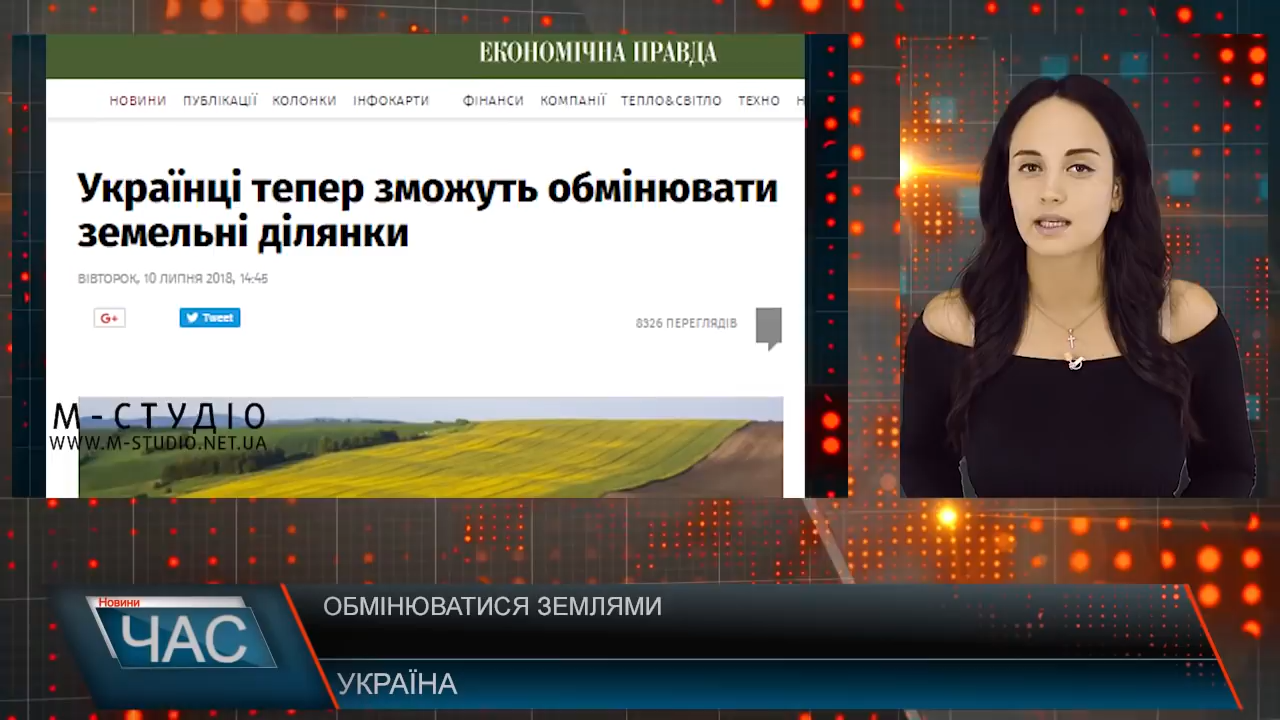 ЕКОНОМІЧНА ПРАВДА
НОВИНИ ПУБЛІКАЦІЇ КОЛОНКИ ІНФОКАРТИ ФІНАНСИ КОМПАНІЇ ТЕПЛО&СВІТЛО ТЕХНО Н
Українці тепер зможуть обмінювати
земельні ділянки
ВІВТОРОК, 10 ЛИПНЯ 2018, 14:45
G+ Tweet
8326 ПЕРЕГЛЯДІВ
М-СТУДІО
WWW.M-STUDIO.NET.UA
Новини
ЧАС
ОБМІНЮВАТИСЯ ЗЕМЛЯМИ
УКРАЇНА